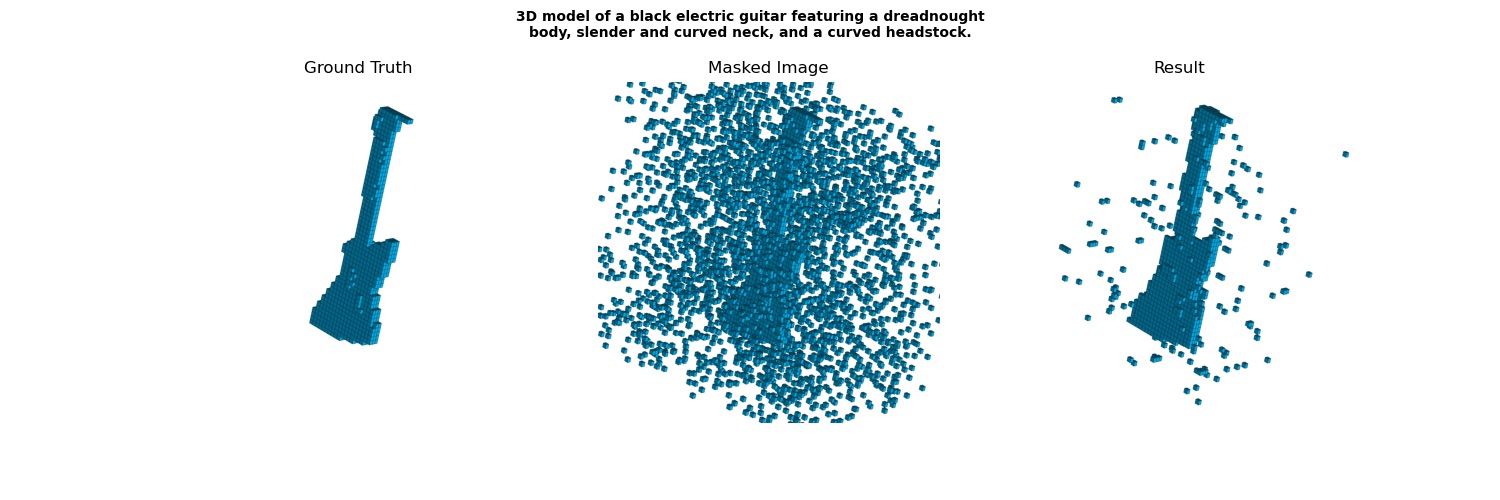 3D model of a black electric guitar featuring a dreadnought
body, slender and curved neck, and a curved headstock.
Ground Truth
Masked Image
Result